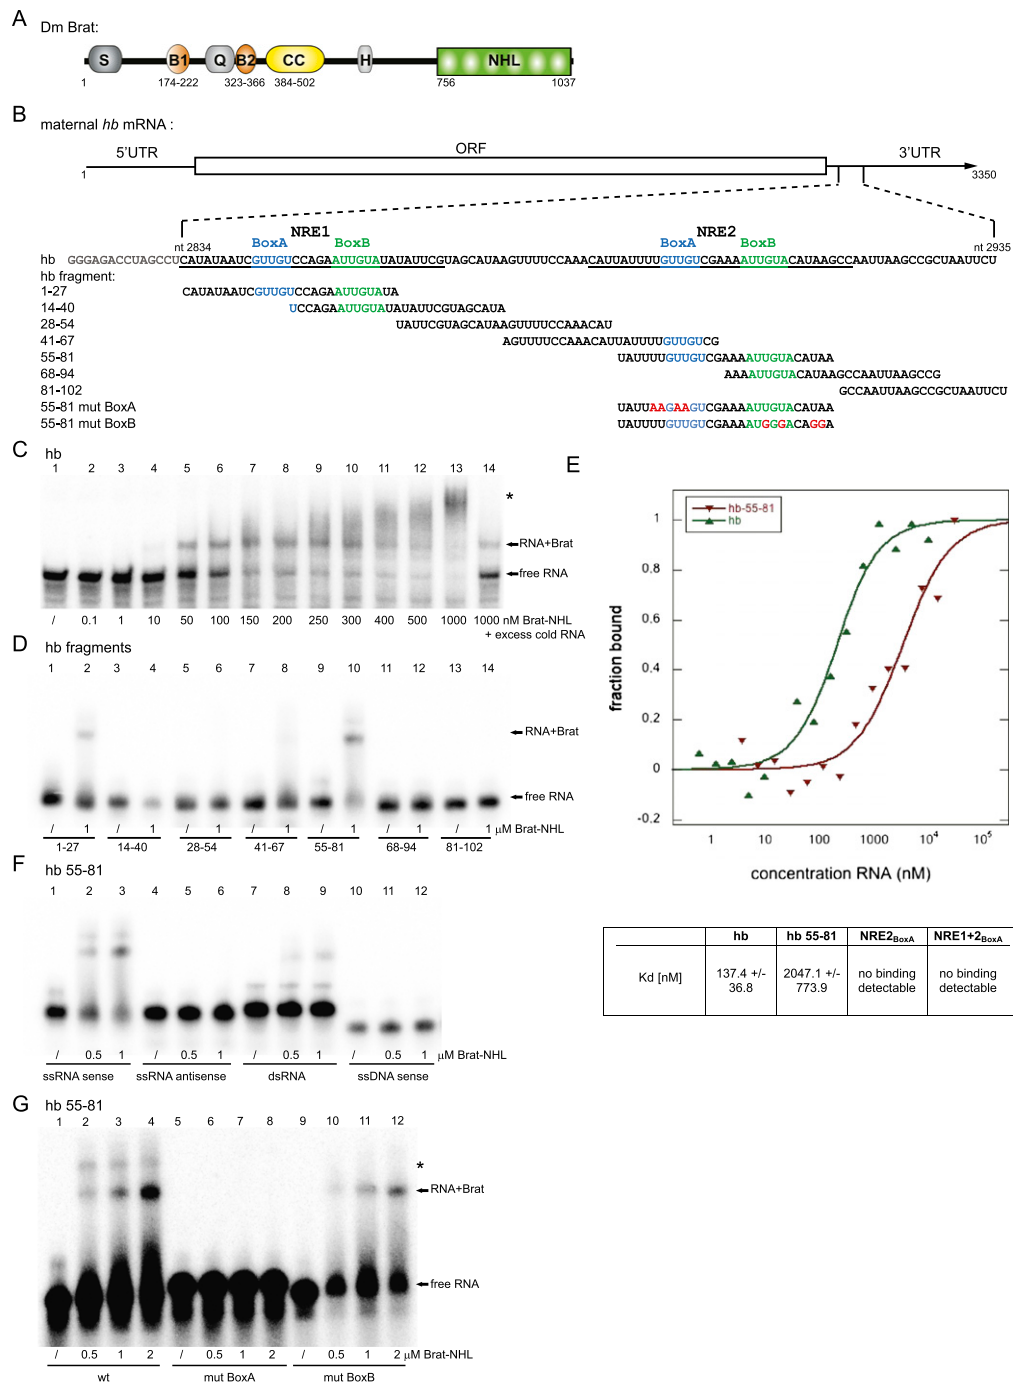 A
Dm Brat:
S B1 Q B2 CC H NHL
1 174-222 323-366 384-502 756 1037
B
maternal hb mRNA :
5'UTR ORF 3'UTR
1 3350
NRE1 NRE2
nt 2834 BoxA BoxB BoxA BoxB nt 2935
hb GGGAGACCUAGCCUCAUAUAAUCGUUGUCCAGAAUUGUAUAUAUUCGUAGCAUAAGUUUUCCAAACAUUAUUUUGUUGUCGAAAAUUGUACAUAAGCCAAUUAAGCCGCUAAUUCU
hb fragment:
1-27 CAUAUAAUCGUUGUCCAGAAUUGUAUA
14-40 UCCAGAAUUGUAUAUAUUCGUAGCAUA
28-54 UAUUCGUAGCAUAAGUUUUCCAAACAU
41-67 AGUUUUCCAAACAUUAUUUUGUUGUCG
55-81 UAUUUUGUUGUCGAAAAUUGUACAUAA
68-94 AAAAUUGUACAUAAGCCAAUUAAGCCG
81-102 GCCAAUUAAGCCGCUAAUUCU
55-81 mut BoxA UAUUAAGAAGUCGAAAAUUGUACAUAA
55-81 mut BoxB UAUUUUGUUGUCGAAAAUGGGACAGGA
C hb
1 2 3 4 5 6 7 8 9 10 11 12 13 14
*
RNA+Brat
free RNA
/ 0.1 1 10 50 100 150 200 250 300 400 500 1000 1000 nM Brat-NHL
+ excess cold RNA
D hb fragments
1 2 3 4 5 6 7 8 9 10 11 12 13 14
RNA+Brat
free RNA
/ 1 / 1 / 1 / 1 / 1 / 1 / 1 μM Brat-NHL
1-27 14-40 28-54 41-67 55-81 68-94 81-102
E
hb-55-81
hb
1
0.8
0.6
0.4
0.2
0
-0.2
fraction bound
1 10 100 1000 10⁴ 10⁵
concentration RNA (nM)
hb hb 55-81 NRE2BoxA NRE1+2BoxA
Kd [nM] 137.4 +/- 36.8 2047.1 +/- 773.9 no binding detectable no binding detectable
F hb 55-81
1 2 3 4 5 6 7 8 9 10 11 12
/ 0.5 1 / 0.5 1 / 0.5 1 / 0.5 1 μM Brat-NHL
ssRNA sense ssRNA antisense dsRNA ssDNA sense
G hb 55-81
1 2 3 4 5 6 7 8 9 10 11 12
*
RNA+Brat
free RNA
/ 0.5 1 2 / 0.5 1 2 / 0.5 1 2 μM Brat-NHL
wt mut BoxA mut BoxB